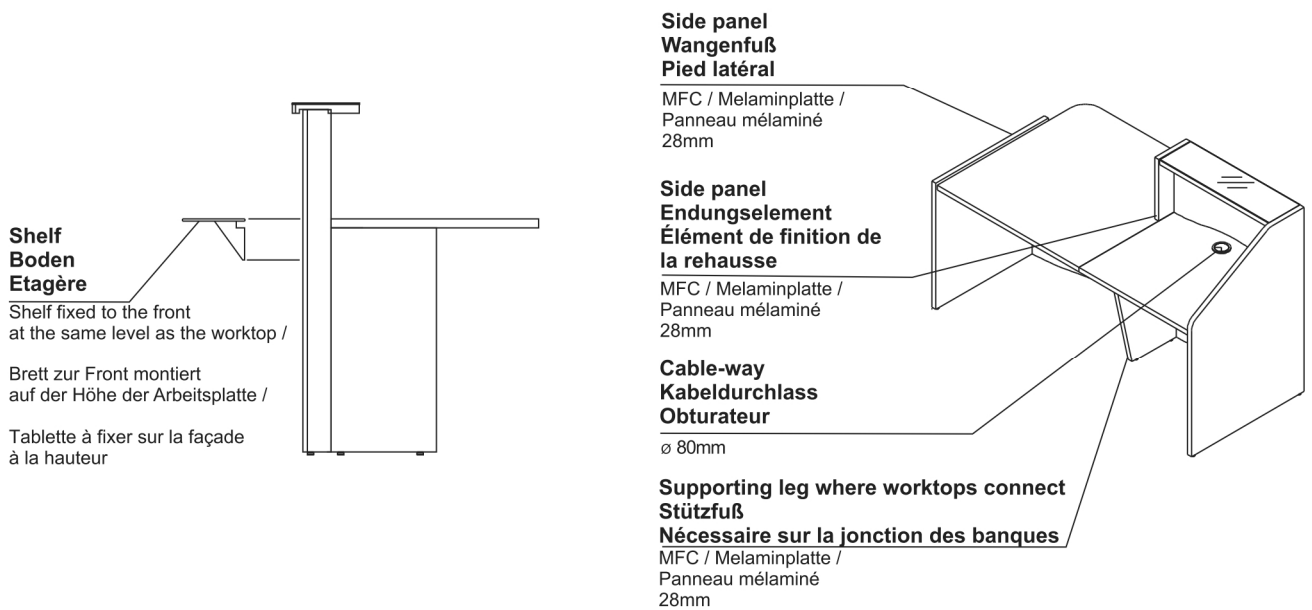 Shelf
Boden
Etagère
Shelf fixed to the front
at the same level as the worktop /
Brett zur Front montiert
auf der Höhe der Arbeitsplatte /
Tablette à fixer sur la façade
à la hauteur
Side panel
Wangenfuß
Pied latéral
MFC / Melaminplatte /
Panneau mélaminé
28mm
Side panel
Endungselement
Élément de finition de
la rehausse
MFC / Melaminplatte /
Panneau mélaminé
28mm
Cable-way
Kabeldurchlass
Obturateur
ø 80mm
Supporting leg where worktops connect
Stützfuß
Nécessaire sur la jonction des banques
MFC / Melaminplatte /
Panneau mélaminé
28mm